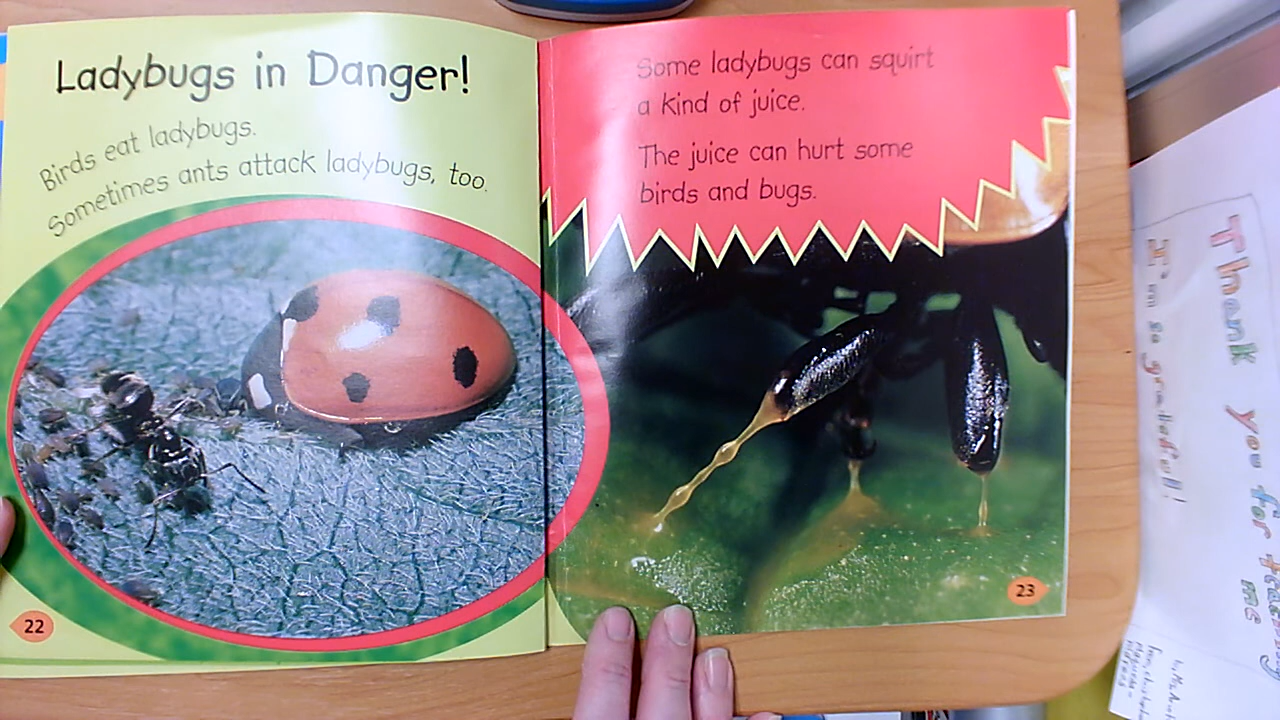 Ladybugs in Danger!
Birds eat ladybugs.
Sometimes ants attack ladybugs, too.
22
Some ladybugs can squirt
a kind of juice.
The juice can hurt some
birds and bugs.
23
Thank you for
me
I'm so grateful!